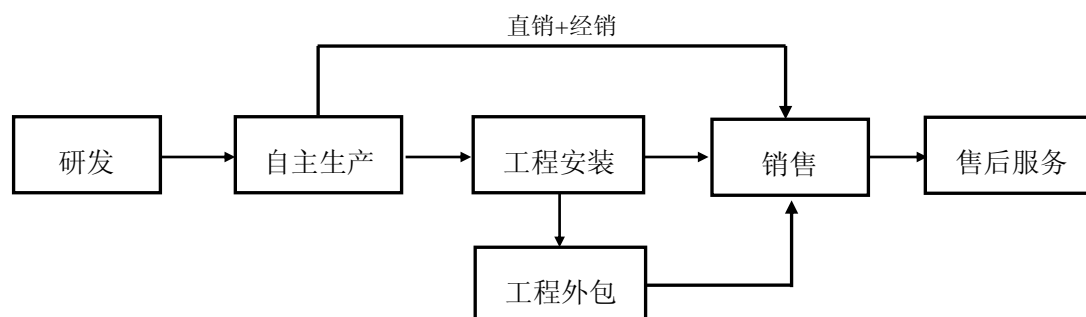 直销+经销
研发
自主生产
工程安装
销售
售后服务
工程外包